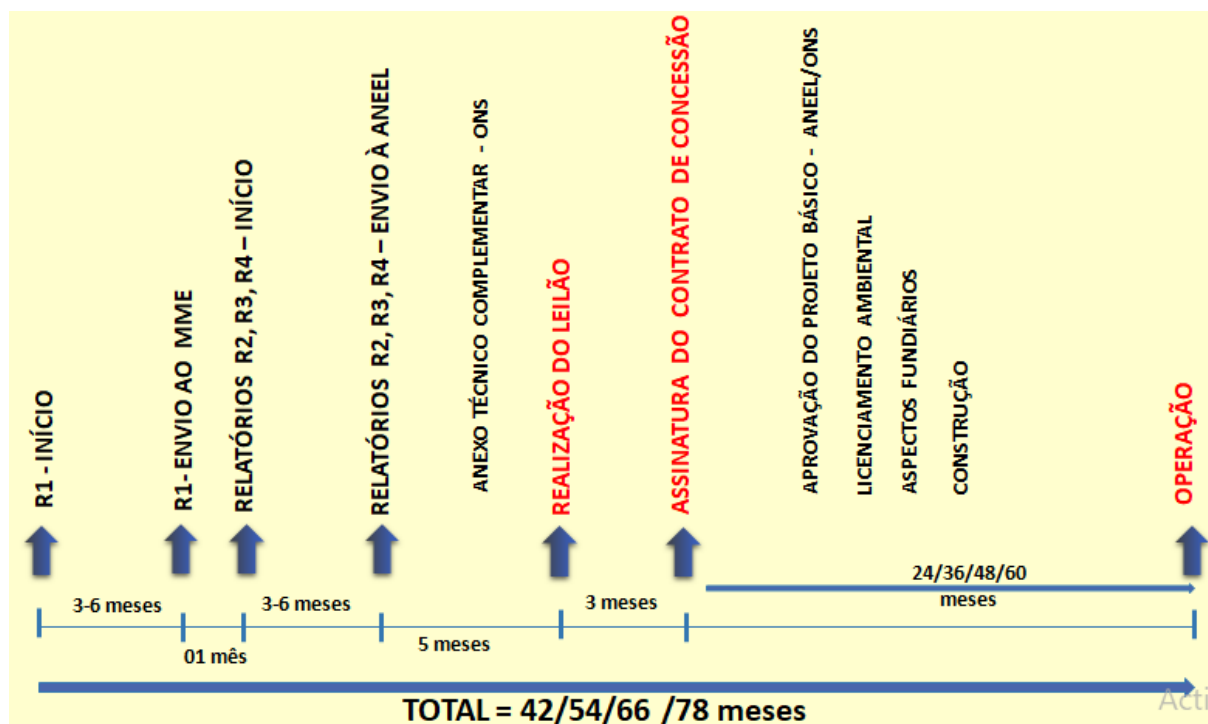 R1 - INÍCIO
R1- ENVIO AO MME
RELATÓRIOS R2, R3, R4 – INÍCIO
RELATÓRIOS R2, R3, R4 – ENVIO À ANEEL
ANEXO TÉCNICO COMPLEMENTAR - ONS
REALIZAÇÃO DO LEILÃO
ASSINATURA DO CONTRATO DE CONCESSÃO
APROVAÇÃO DO PROJETO BÁSICO - ANEEL/ONS
LICENCIAMENTO AMBIENTAL
ASPECTOS FUNDIÁRIOS
CONSTRUÇÃO
OPERAÇÃO
3-6 meses
01 mês
3-6 meses
5 meses
3 meses
24/36/48/60
meses
TOTAL = 42/54/66 /78 meses
Acti